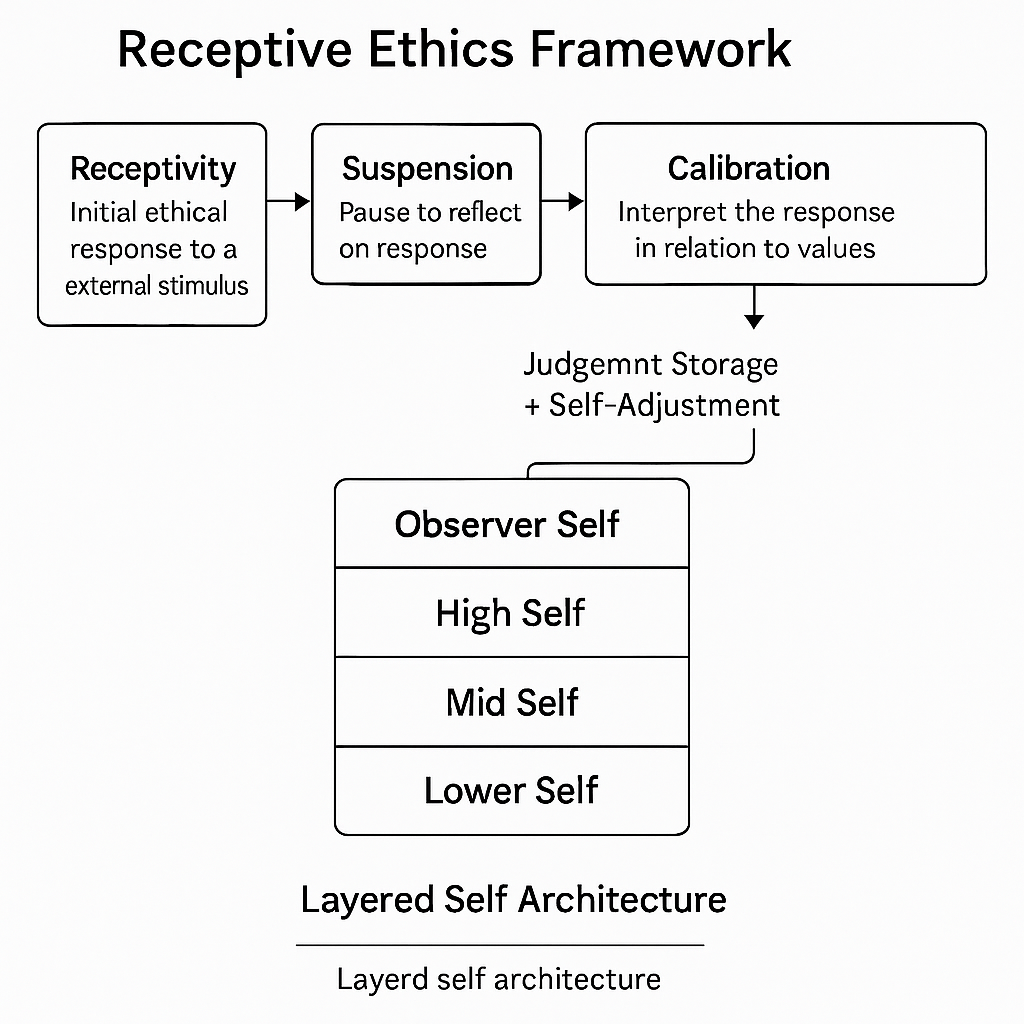 Receptive Ethics Framework
Receptivity
Initial ethical
response to a
external stimulus
Suspension
Pause to reflect
on response
Calibration
Interpret the response
in relation to values
Judgemnt Storage
+ Self-Adjustment
Observer Self
High Self
Mid Self
Lower Self
Layered Self Architecture
Layerd self architecture